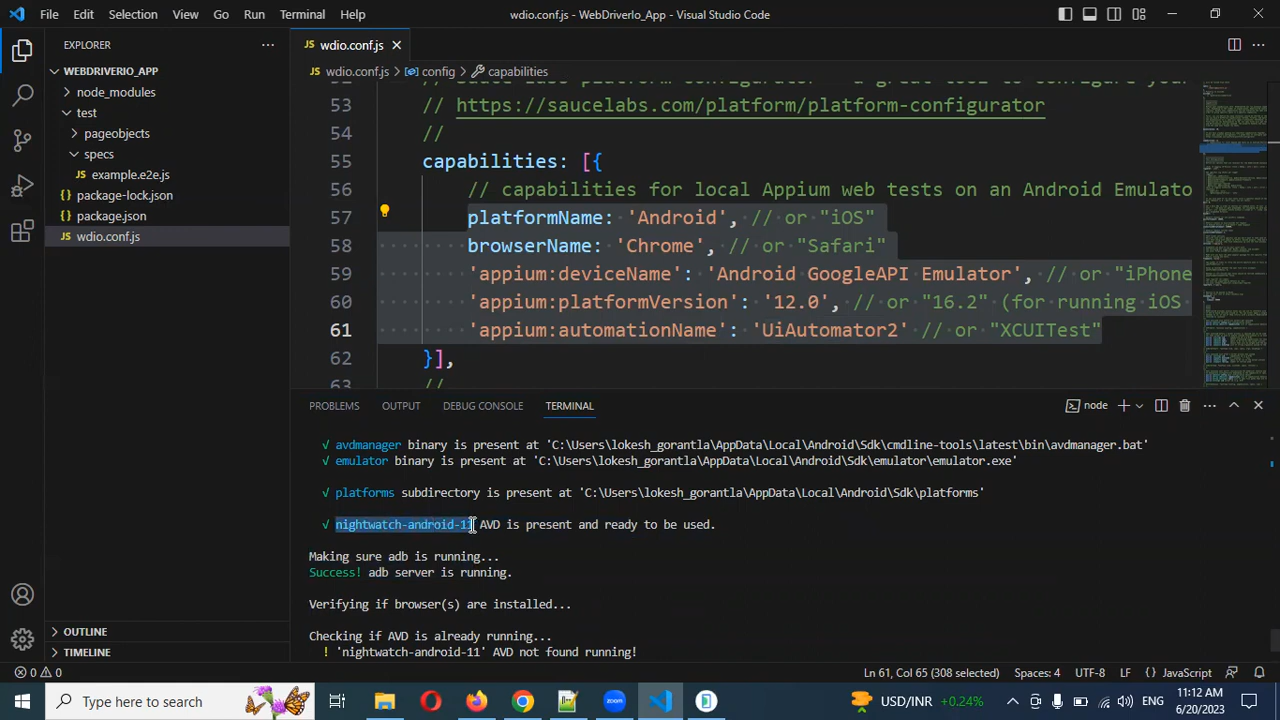 File Edit Selection View Go Run Terminal Help wdio.conf.js - WebDriverIo_App - Visual Studio Code
EXPLORER
WEBDRIVERIO_APP
node_modules
test
pageobjects
specs
JS example.e2e.js
{} package-lock.json
{} package.json
JS wdio.conf.js
OUTLINE
TIMELINE
JS wdio.conf.js
JS wdio.conf.js > config > capabilities
53 // https://saucelabs.com/platform/platform-configurator
54 //
55 capabilities: [{
56 // capabilities for local Appium web tests on an Android Emulato
57 platformName: 'Android', // or "iOS"
58 browserName: 'Chrome', // or "Safari"
59 'appium:deviceName': 'Android GoogleAPI Emulator', // or "iPhone
60 'appium:platformVersion': '12.0', // or "16.2" (for running iOS
61 'appium:automationName': 'UiAutomator2' // or "XCUITest"
62 }],
63 //
PROBLEMS OUTPUT DEBUG CONSOLE TERMINAL node
√ avdmanager binary is present at 'C:\Users\lokesh_gorantla\AppData\Local\Android\Sdk\cmdline-tools\latest\bin\avdmanager.bat'
√ emulator binary is present at 'C:\Users\lokesh_gorantla\AppData\Local\Android\Sdk\emulator\emulator.exe'
√ platforms subdirectory is present at 'C:\Users\lokesh_gorantla\AppData\Local\Android\Sdk\platforms'
√ nightwatch-android-11 AVD is present and ready to be used.
Making sure adb is running...
Success! adb server is running.
Verifying if browser(s) are installed...
Checking if AVD is already running...
! 'nightwatch-android-11' AVD not found running!
0 0 Ln 61, Col 65 (308 selected) Spaces: 4 UTF-8 LF {} JavaScript
Type here to search zoom USD/INR +0.24% ENG 11:12 AM
6/20/2023